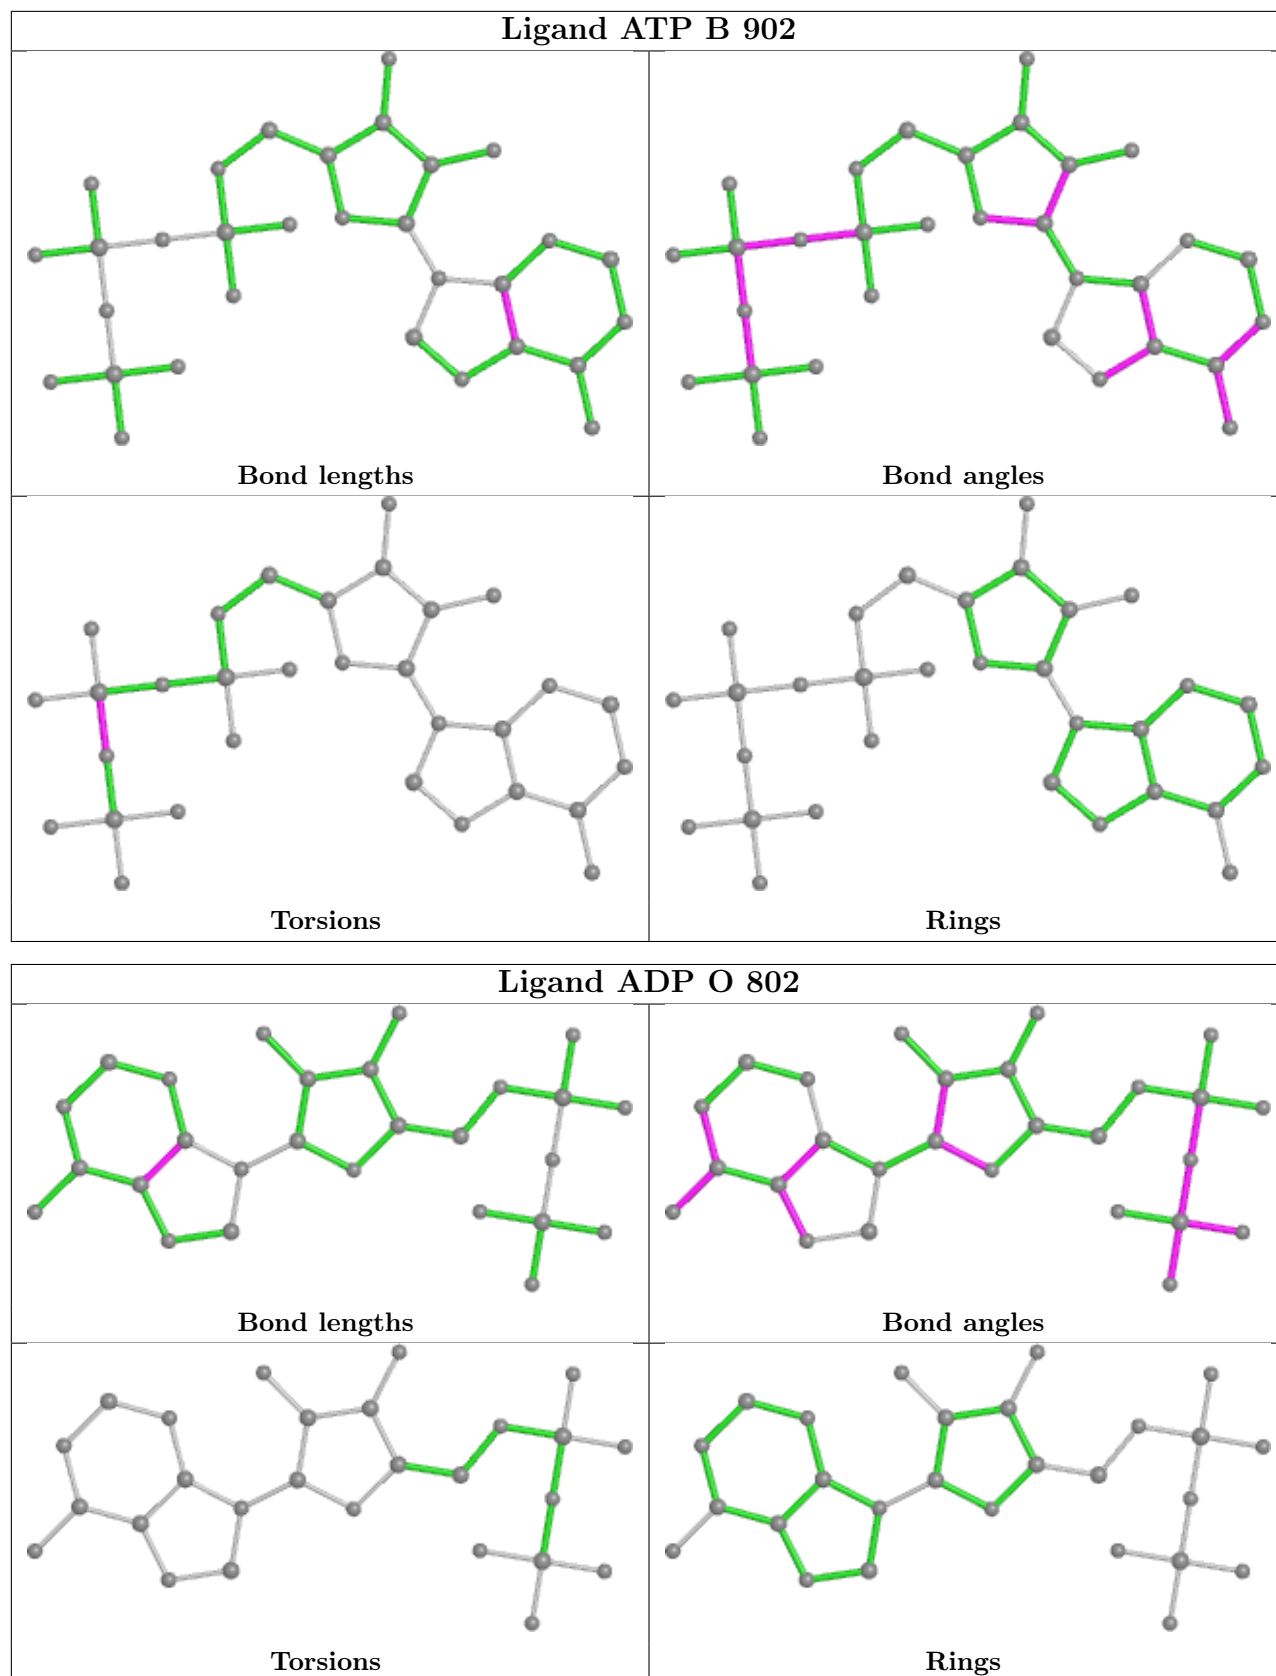 Ligand ATP B 902
Bond lengths
Bond angles
Torsions
Rings
Ligand ADP O 802
Bond lengths
Bond angles
Torsions
Rings